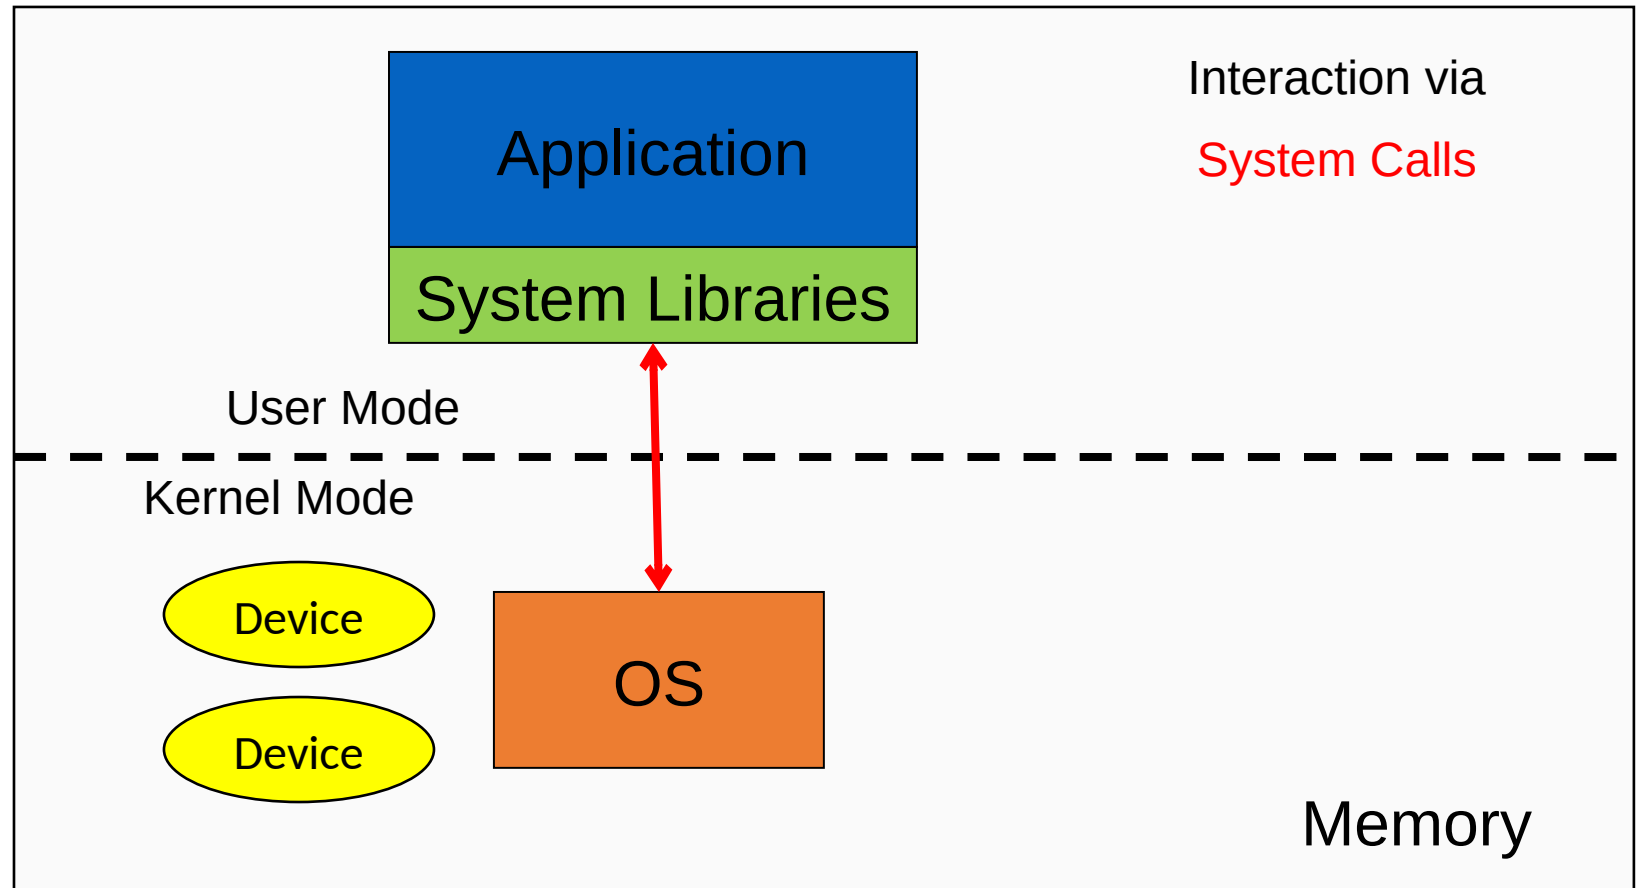 Application
System Libraries
Interaction via
System Calls
User Mode
Kernel Mode
Device
Device
OS
Memory